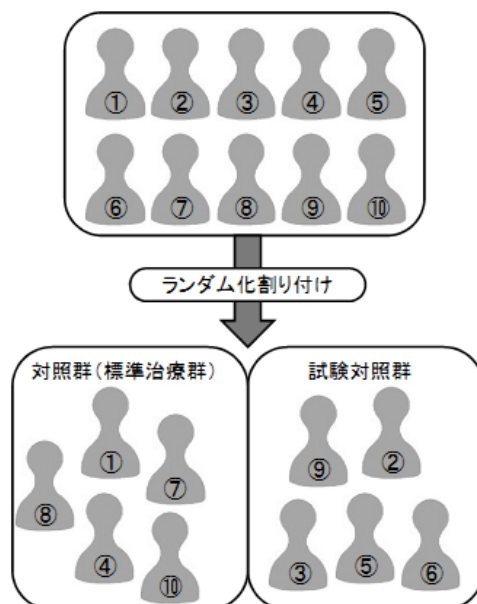 ① ② ③ ④ ⑤
⑥ ⑦ ⑧ ⑨ ⑩
ランダム化割り付け
対照群(標準治療群)
① ⑦
⑧
④ ⑩
試験対照群
⑨ ②
③ ⑤ ⑥